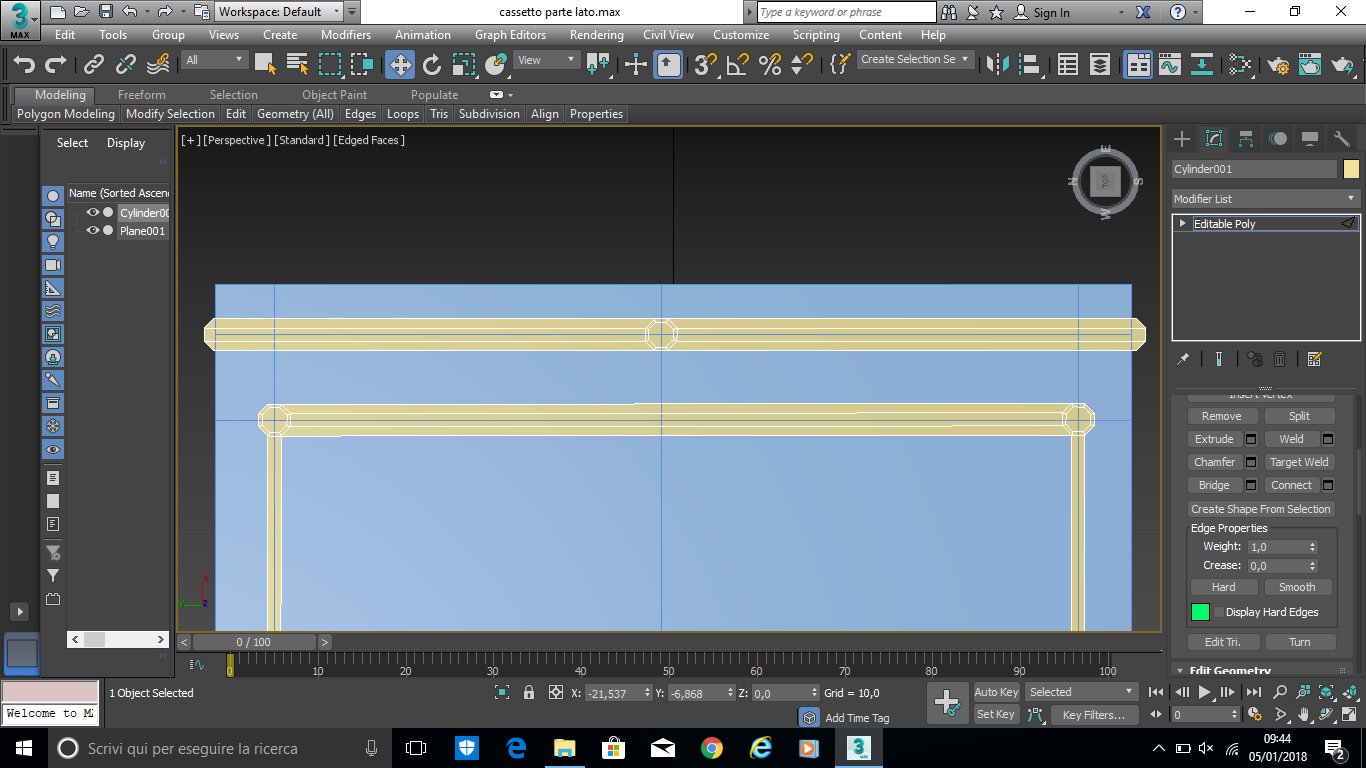 3
MAX
Workspace: Default
cassetto parte lato.max
Type a keyword or phrase
Sign In
Edit Tools Group Views Create Modifiers Animation Graph Editors Rendering Civil View Customize Scripting Content Help
All
View
3
Create Selection Se
Modeling Freeform Selection Object Paint Populate
Polygon Modeling Modify Selection Edit Geometry (All) Edges Loops Tris Subdivision Align Properties
Select Display
Name (Sorted Ascen
Cylinder00
Plane001
[+] [Perspective ] [Standard ] [Edged Faces ]
E
N TOP S
W
x
y
z
Cylinder001
Modifier List
Editable Poly
Insert Vertex
Remove Split
Extrude Weld
Chamfer Target Weld
Bridge Connect
Create Shape From Selection
Edge Properties
Weight: 1,0
Crease: 0,0
Hard Smooth
Display Hard Edges
Edit Tri. Turn
Edit Geometry
< 0 / 100 >
0 10 20 30 40 50 60 70 80 90 100
1 Object Selected
X: -21,537 Y: -6,868 Z: 0,0 Grid = 10,0
Auto Key Selected
Welcome to M
Add Time Tag
Set Key Key Filters...
0
Scrivi qui per eseguire la ricerca
3
MAX
09:44
05/01/2018
2